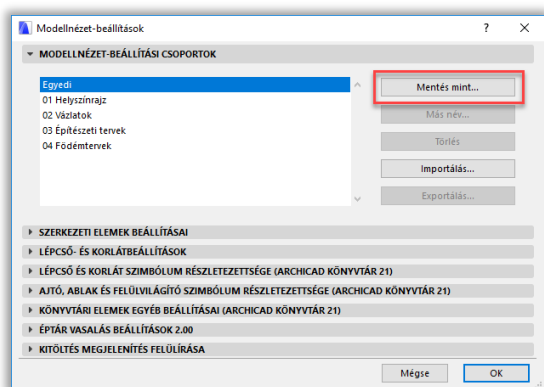 Modellnézet-beállítások
MODELLNÉZET-BEÁLLÍTÁSI CSOPORTOK
Egyedi
01 Helyszínrajz
02 Vázlatok
03 Építészeti tervek
04 Födémtervek
Mentés mint...
Más név...
Törlés
Importálás...
Exportálás...
SZERKEZETI ELEMEK BEÁLLÍTÁSAI
LÉPCSŐ- ÉS KORLÁTBEÁLLÍTÁSOK
LÉPCSŐ ÉS KORLÁT SZIMBÓLUM RÉSZLETEZETTSÉGE (ARCHICAD KÖNYVTÁR 21)
AJTÓ, ABLAK ÉS FELÜLVILÁGÍTÓ SZIMBÓLUM RÉSZLETEZETTSÉGE (ARCHICAD KÖNYVTÁR 21)
KÖNYVTÁRI ELEMEK EGYÉB BEÁLLÍTÁSAI (ARCHICAD KÖNYVTÁR 21)
ÉPTÁR VASALÁS BEÁLLÍTÁSOK 2.00
KITÖLTÉS MEGJELENÍTÉS FELÜLÍRÁSA
Mégse
OK